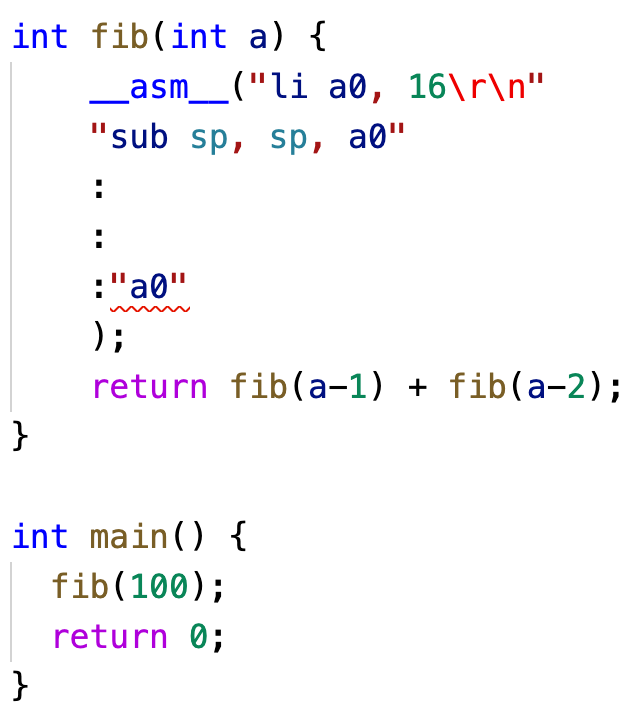 int fib(int a) {
    __asm__("li a0, 16\r\n"
    "sub sp, sp, a0"
    :
    :
    :"a0"
    );
    return fib(a-1) + fib(a-2);
}

int main() {
  fib(100);
  return 0;
}